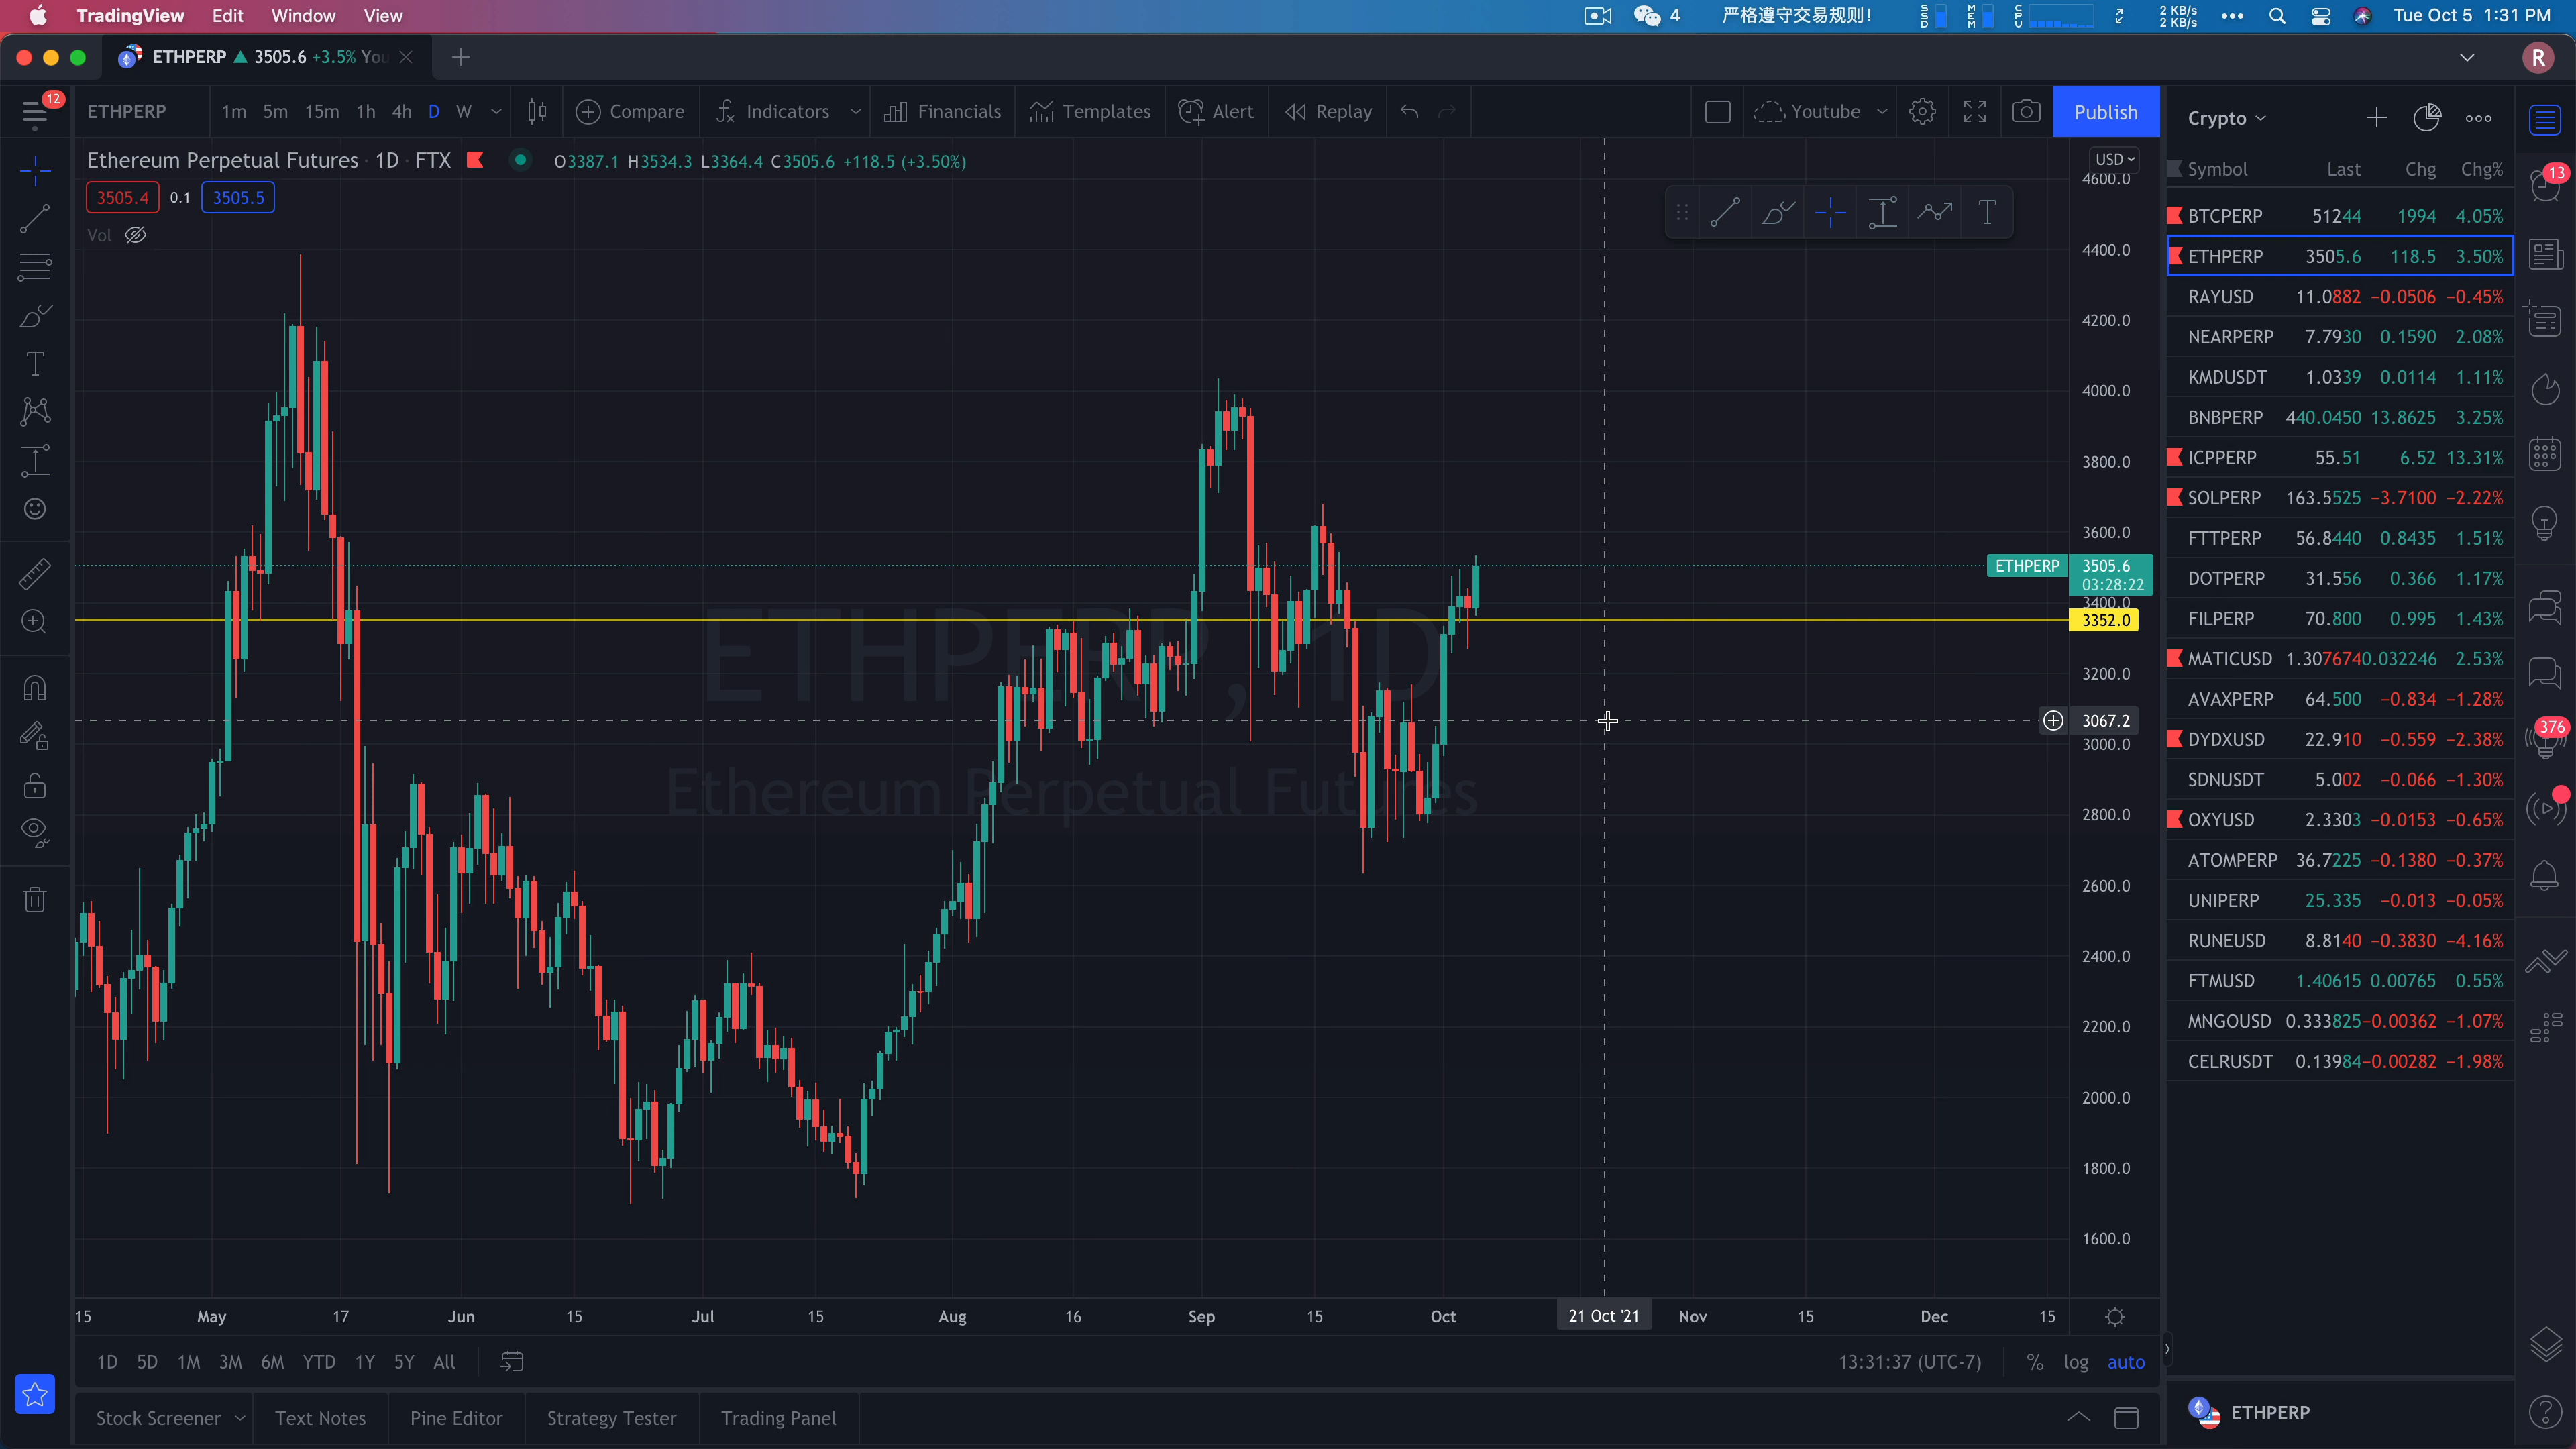 TradingView Edit Window View 4 严格遵守交易规则! SSD MEM CPU 2 KB/s 2 KB/s Tue Oct 5 1:31 PM
ETHPERP ▲ 3505.6 +3.5% You R
12 ETHPERP 1m 5m 15m 1h 4h D W Compare Indicators Financials Templates Alert Replay Youtube Publish
Ethereum Perpetual Futures · 1D · FTX O3387.1 H3534.3 L3364.4 C3505.6 +118.5 (+3.50%)
3505.4 0.1 3505.5
Vol
USD
4600.0
4400.0
4200.0
4000.0
3800.0
3600.0
ETHPERP 3505.6
03:28:22
3400.0
3352.0
3200.0
3067.2
3000.0
2800.0
2600.0
2400.0
2200.0
2000.0
1800.0
1600.0
ETHPERP, 1D
Ethereum Perpetual Futures
15 May 17 Jun 15 Jul 15 Aug 16 Sep 15 Oct 21 Oct '21 Nov 15 Dec 15
1D 5D 1M 3M 6M YTD 1Y 5Y All 13:31:37 (UTC-7) % log auto
Stock Screener Text Notes Pine Editor Strategy Tester Trading Panel
Crypto
Symbol Last Chg Chg%
BTCPERP 51244 1994 4.05%
ETHPERP 3505.6 118.5 3.50%
RAYUSD 11.0882 −0.0506 −0.45%
NEARPERP 7.7930 0.1590 2.08%
KMDUSDT 1.0339 0.0114 1.11%
BNBPERP 440.0450 13.8625 3.25%
ICPPERP 55.51 6.52 13.31%
SOLPERP 163.5525 −3.7100 −2.22%
FTTPERP 56.8440 0.8435 1.51%
DOTPERP 31.556 0.366 1.17%
FILPERP 70.800 0.995 1.43%
MATICUSD 1.3076740 0.032246 2.53%
AVAXPERP 64.500 −0.834 −1.28%
DYDXUSD 22.910 −0.559 −2.38%
SDNUSDT 5.002 −0.066 −1.30%
OXYUSD 2.3303 −0.0153 −0.65%
ATOMPERP 36.7225 −0.1380 −0.37%
UNIPERP 25.335 −0.013 −0.05%
RUNEUSD 8.8140 −0.3830 −4.16%
FTMUSD 1.40615 0.00765 0.55%
MNGOUSD 0.333825 −0.00362 −1.07%
CELRUSDT 0.13984 −0.00282 −1.98%
ETHPERP
13
376